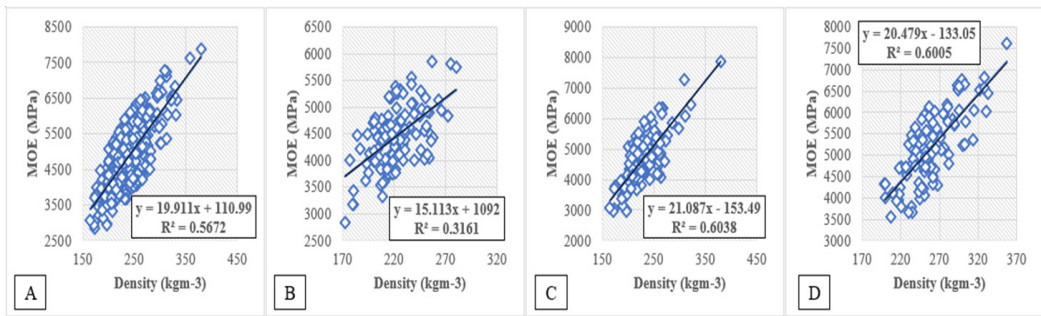 8500
7500
6500
5500
4500
3500
2500
MOE (MPa)
y = 19.911x + 110.99
R² = 0.5672
150
250
350
450
Density (kgm-3)
A
6500
6000
5500
5000
4500
4000
3500
3000
2500
MOE (MPa)
y = 15.113x + 1092
R² = 0.3161
170
220
270
320
Density (kgm-3)
B
9000
8000
7000
6000
5000
4000
3000
2000
MOE (MPa)
y = 21.087x - 153.49
R² = 0.6038
150
250
350
450
Density (kgm-3)
C
y = 20.479x - 133.05
R² = 0.6005
8000
7500
7000
6500
6000
5500
5000
4500
4000
3500
3000
MOE (MPa)
170
270
370
Density (kgm-3)
D